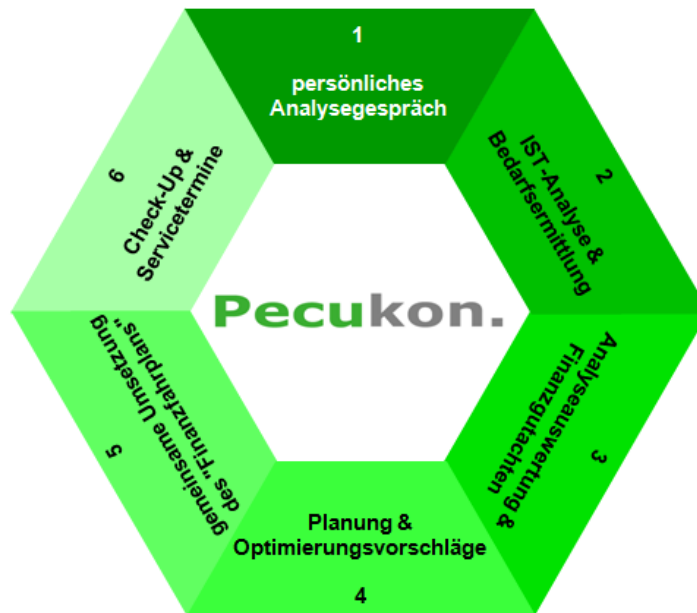 1
persönliches
Analysegespräch
2
IST-Analyse &
Bedarfsermittlung
3
Analyseauswertung &
Finanzgutachten
Planung &
Optimierungsvorschläge
4
5
gemeinsame Umsetzung
des "Finanzfahrplans"
6
Check-Up &
Servicetermine
Pecukon.